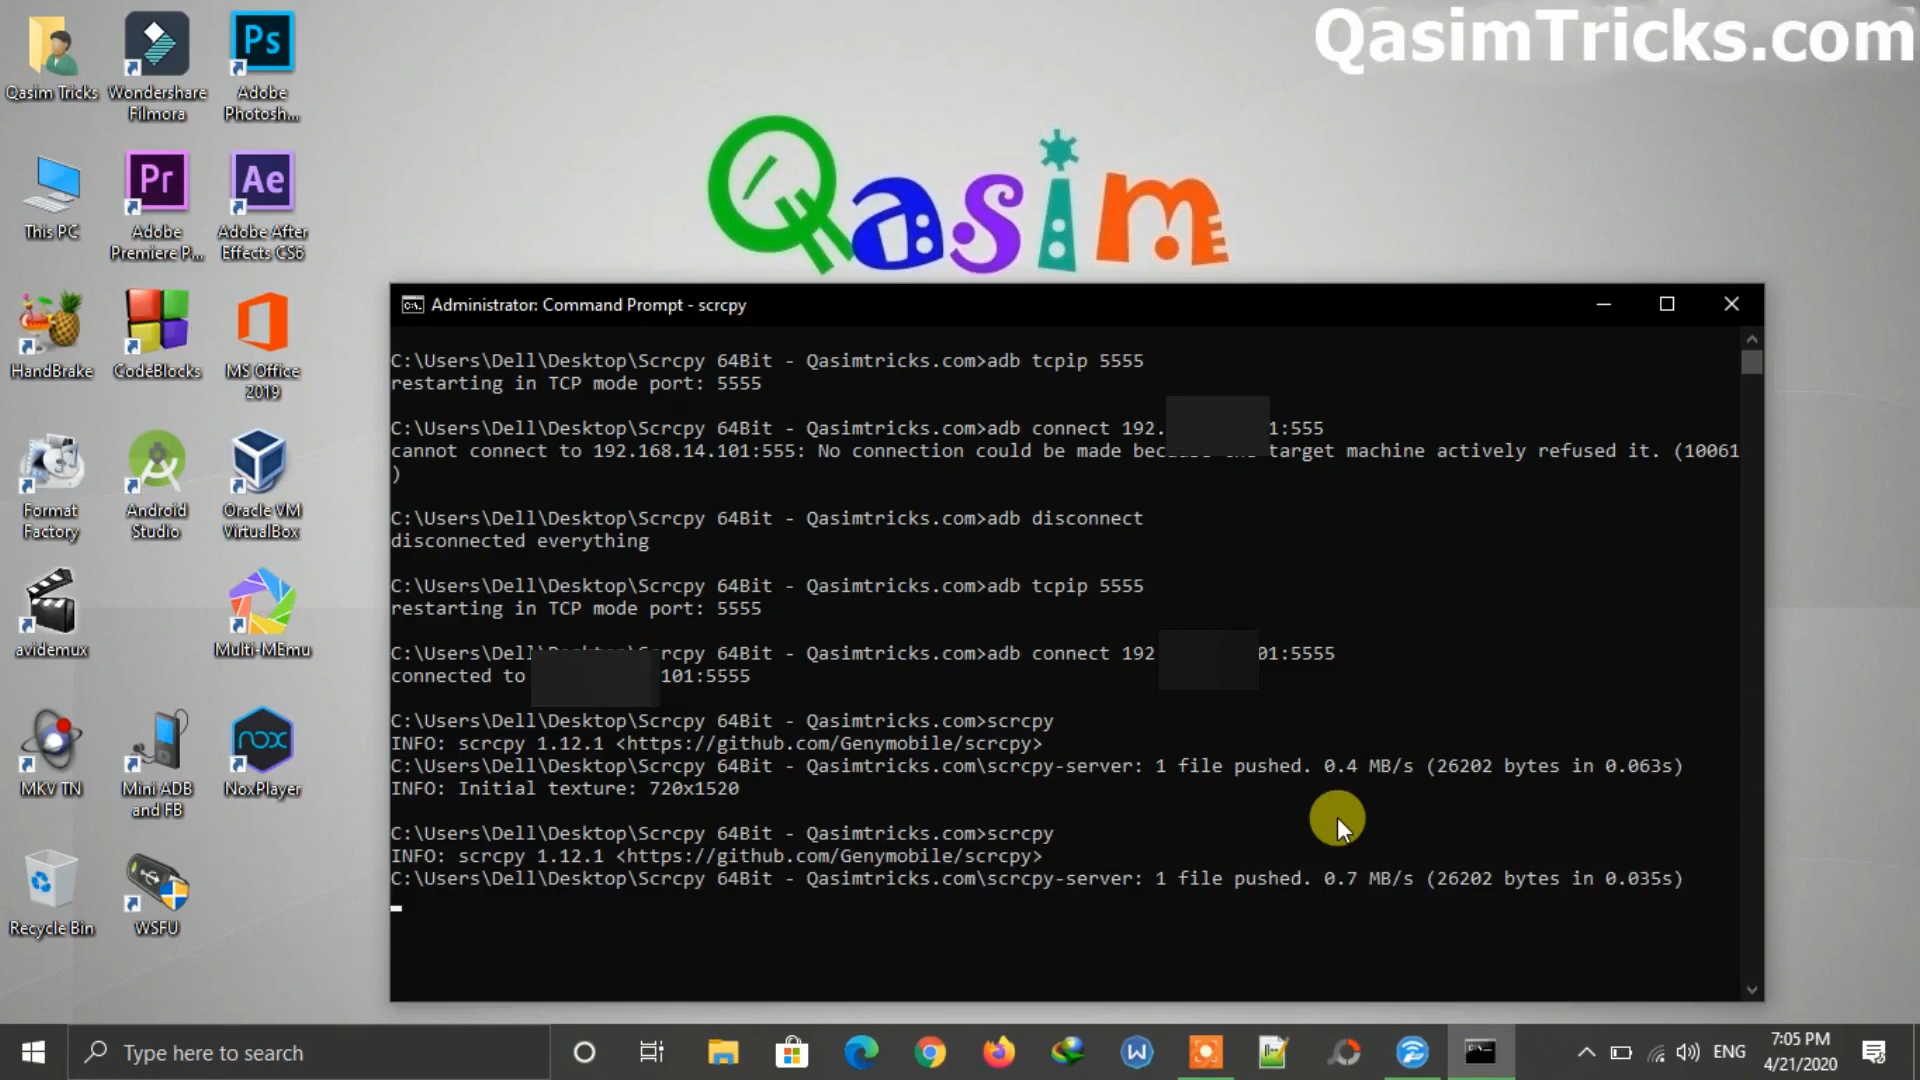 QasimTricks.com
Qasim
Qasim Tricks
Wondershare
Filmora
Ps
Adobe
Photosh...
This PC
Pr
Adobe
Premiere P...
Ae
Adobe After
Effects CS6
HandBrake
CodeBlocks
MS Office
2019
Format
Factory
Android
Studio
Oracle VM
VirtualBox
avidemux
Multi-MEmu
MKV TN
Mini ADB
and FB
nox
NoxPlayer
Recycle Bin
WSFU
Administrator: Command Prompt - scrcpy
C:\Users\Dell\Desktop\Scrcpy 64Bit - Qasimtricks.com>adb tcpip 5555
restarting in TCP mode port: 5555
C:\Users\Dell\Desktop\Scrcpy 64Bit - Qasimtricks.com>adb connect 192. 1:555
cannot connect to 192.168.14.101:555: No connection could be made target machine actively refused it. (10061
)
C:\Users\Dell\Desktop\Scrcpy 64Bit - Qasimtricks.com>adb disconnect
disconnected everything
C:\Users\Dell\Desktop\Scrcpy 64Bit - Qasimtricks.com>adb tcpip 5555
restarting in TCP mode port: 5555
C:\Users\Dell\Desktop\Scrcpy 64Bit - Qasimtricks.com>adb connect 192 01:5555
connected to 101:5555
C:\Users\Dell\Desktop\Scrcpy 64Bit - Qasimtricks.com>scrcpy
INFO: scrcpy 1.12.1 <https://github.com/Genymobile/scrcpy>
C:\Users\Dell\Desktop\Scrcpy 64Bit - Qasimtricks.com\scrcpy-server: 1 file pushed. 0.4 MB/s (26202 bytes in 0.063s)
INFO: Initial texture: 720x1520
C:\Users\Dell\Desktop\Scrcpy 64Bit - Qasimtricks.com>scrcpy
INFO: scrcpy 1.12.1 <https://github.com/Genymobile/scrcpy>
C:\Users\Dell\Desktop\Scrcpy 64Bit - Qasimtricks.com\scrcpy-server: 1 file pushed. 0.7 MB/s (26202 bytes in 0.035s)
Type here to search
W
ENG
7:05 PM
4/21/2020